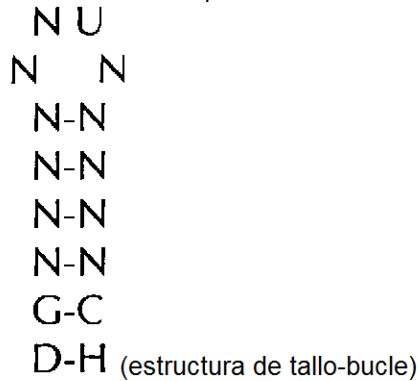 N U
N N
N-N
N-N
N-N
N-N
G-C
D-H (estructura de tallo-bucle)